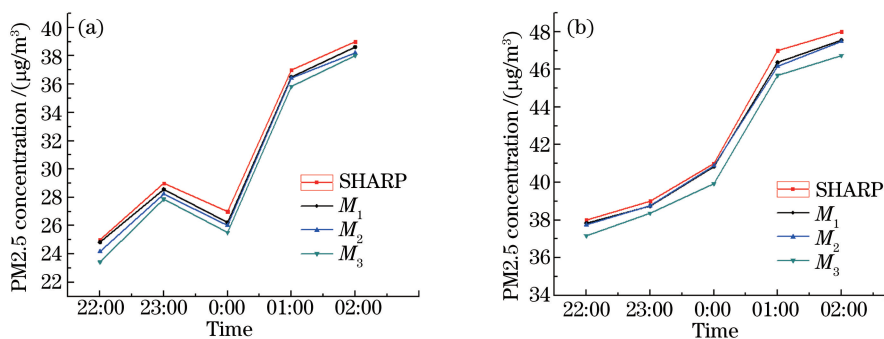 (a)
PM2.5 concentration /(μg/m³)
40
38
36
34
32
30
28
26
24
22
SHARP
M₁
M₂
M₃
22:00 23:00 0:00 01:00 02:00
Time
(b)
PM2.5 concentration /(μg/m³)
48
46
44
42
40
38
36
34
SHARP
M₁
M₂
M₃
22:00 23:00 0:00 01:00 02:00
Time